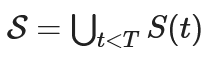 𝒮 = ⋃_{t<T} S(t)